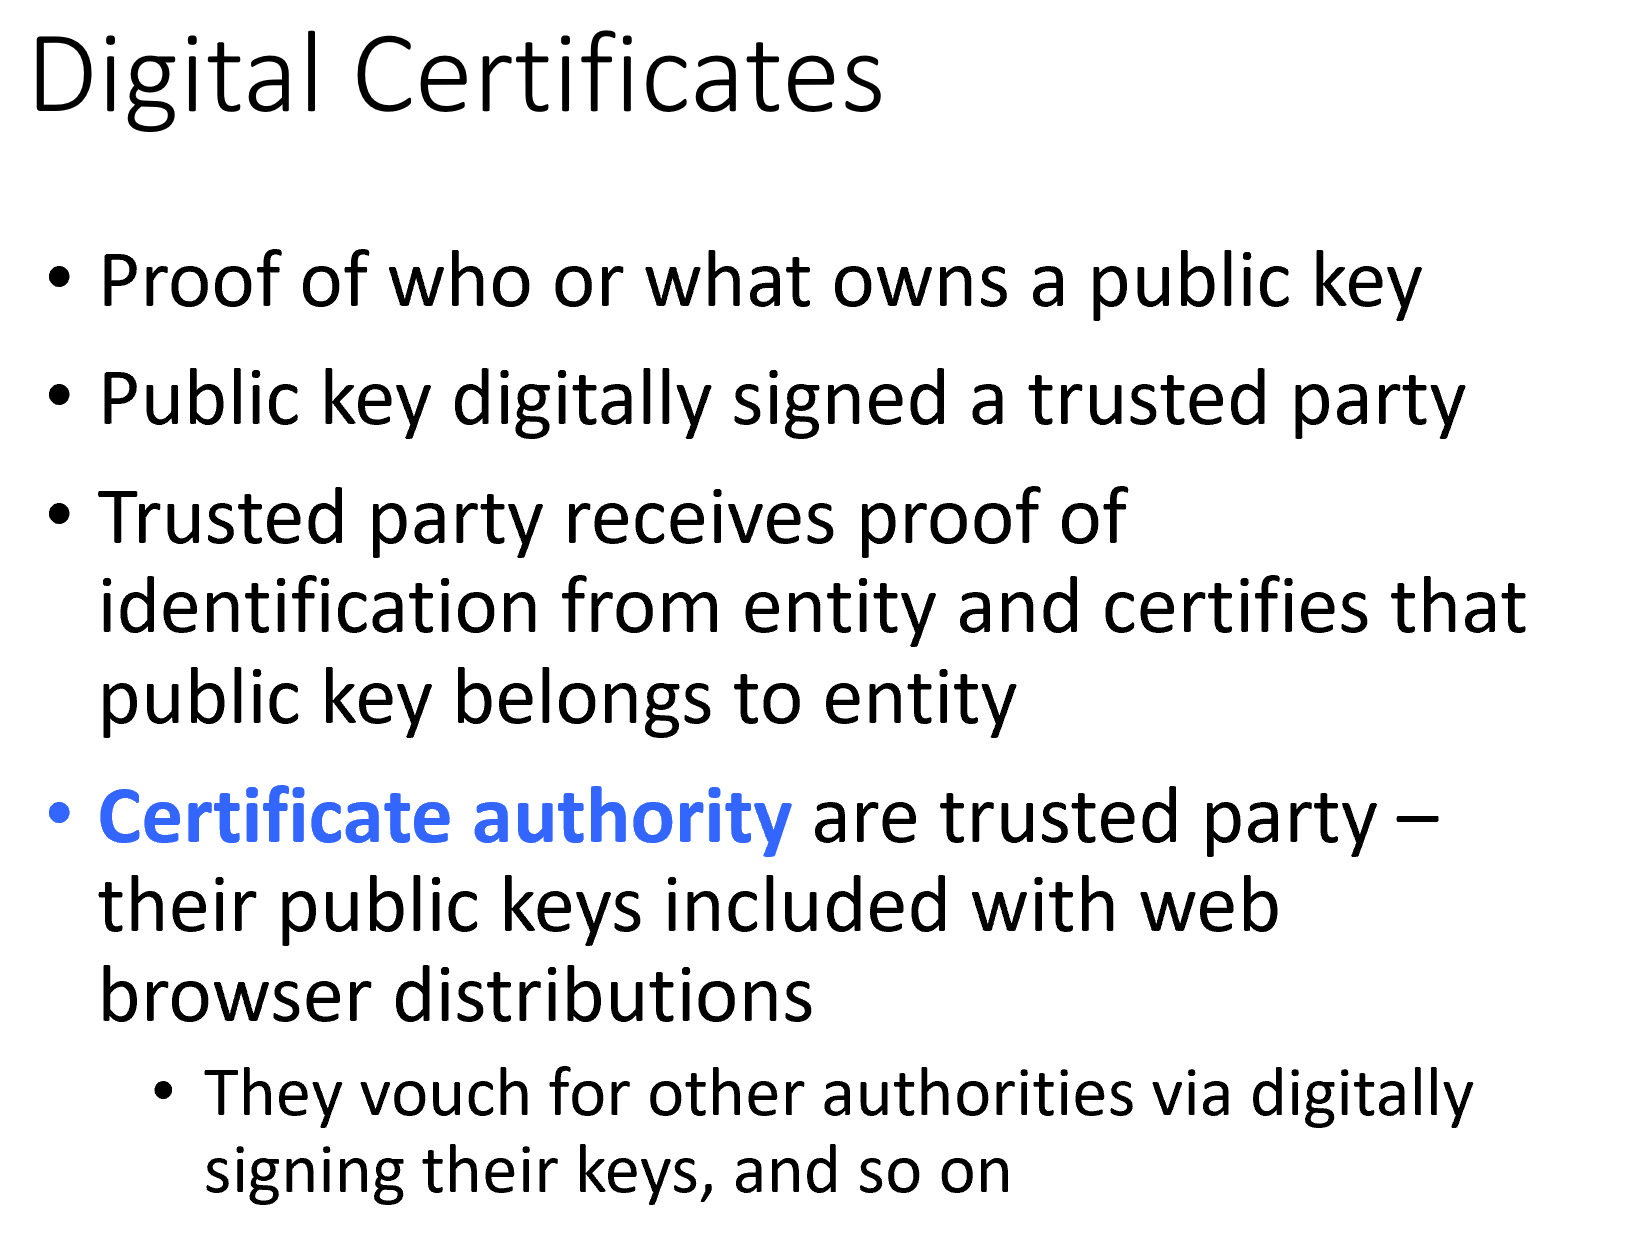 Digital Certificates
• Proof of who or what owns a public key
• Public key digitally signed a trusted party
• Trusted party receives proof of
identification from entity and certifies that
public key belongs to entity
• Certificate authority are trusted party –
their public keys included with web
browser distributions
• They vouch for other authorities via digitally
signing their keys, and so on